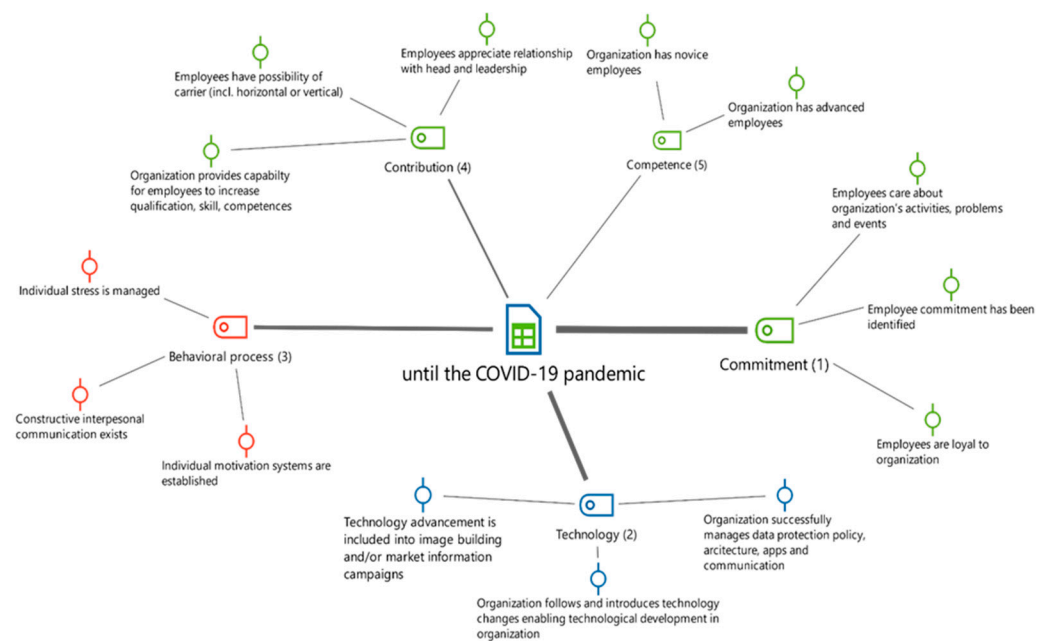 Employees appreciate relationship
with head and leadership
Organization has novice
employees
Employees have possibility of
carrier (incl. horizontal or vertical)
Organization has advanced
employees
Contribution (4)
Competence (5)
Organization provides capabilty
for employees to increase
qualification, skill, competences
Employees care about
organization's activities, problems
and events
Individual stress is managed
Employee commitment has been
identified
Behavioral process (3)
Commitment (1)
until the COVID-19 pandemic
Constructive interpesonal
communication exists
Individual motivation systems are
established
Employees are loyal to
organization
Technology advancement is
included into image building
and/or market information
campaigns
Technology (2)
Organization successfully
manages data protection policy,
arcitecture, apps and
communication
Organization follows and introduces technology
changes enabling technological development in
organization